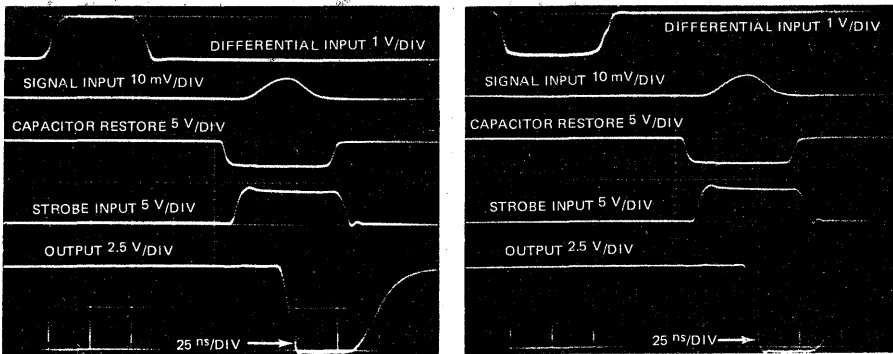 DIFFERENTIAL INPUT 1 V/DIV
SIGNAL INPUT 10 mV/DIV
CAPACITOR RESTORE 5 V/DIV
STROBE INPUT 5 V/DIV
OUTPUT 2.5 V/DIV
25 ns/DIV
DIFFERENTIAL INPUT 1 V/DIV
SIGNAL INPUT 10 mV/DIV
CAPACITOR RESTORE 5 V/DIV
STROBE INPUT 5 V/DIV
OUTPUT 2.5 V/DIV
25 ns/DIV